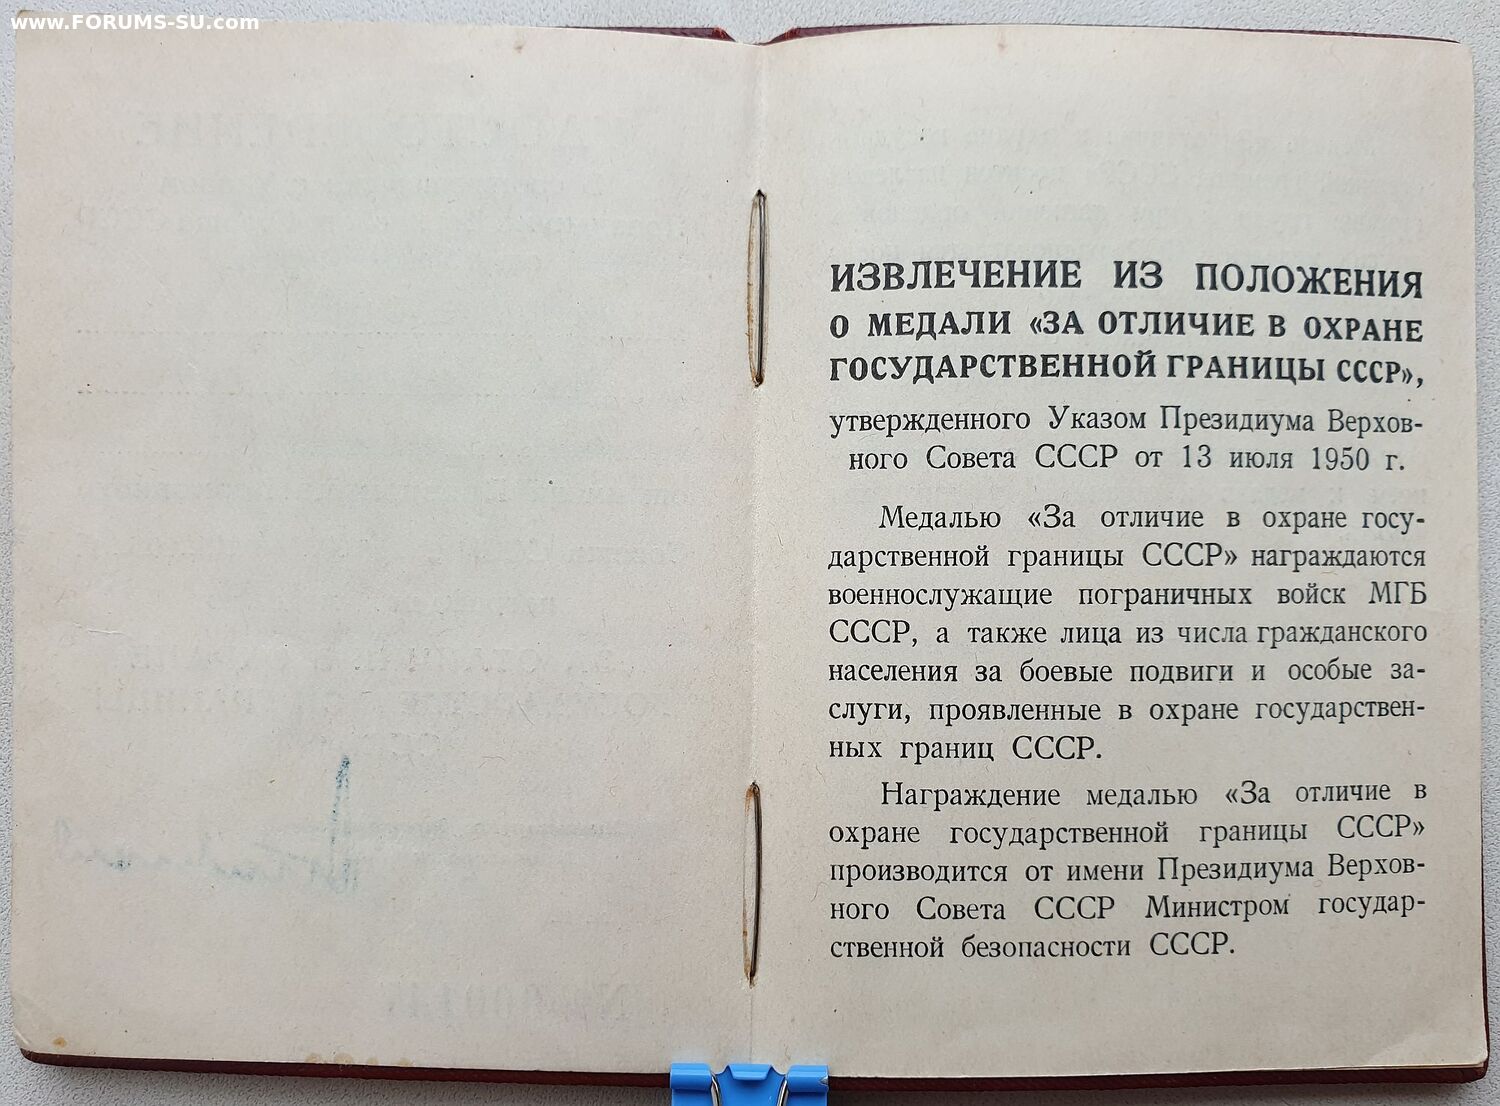 www.FORUMS-SU.com
ИЗВЛЕЧЕНИЕ ИЗ ПОЛОЖЕНИЯ
О МЕДАЛИ «ЗА ОТЛИЧИЕ В ОХРАНЕ
ГОСУДАРСТВЕННОЙ ГРАНИЦЫ СССР»,
утвержденного Указом Президиума Верхов-
ного Совета СССР от 13 июля 1950 г.
Медалью «За отличие в охране госу-
дарственной границы СССР» награждаются
военнослужащие пограничных войск МГБ
СССР, а также лица из числа гражданского
населения за боевые подвиги и особые за-
слуги, проявленные в охране государствен-
ных границ СССР.
Награждение медалью «За отличие в
охране государственной границы СССР»
производится от имени Президиума Верхов-
ного Совета СССР Министром государ-
ственной безопасности СССР.